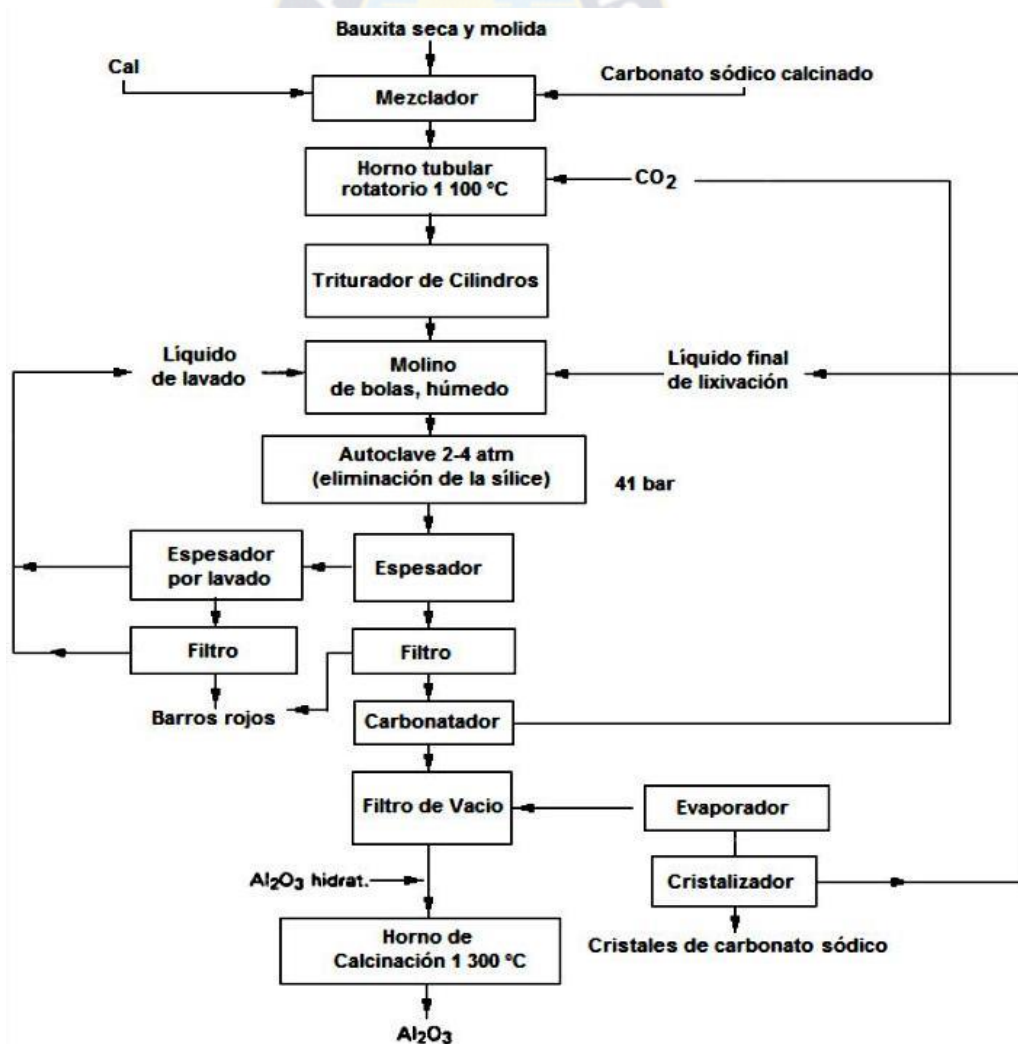 Bauxita seca y molida
Cal
Carbonato sódico calcinado
Mezclador
Horno tubular
rotatorio 1 100 ºC
CO₂
Triturador de Cilindros
Líquido
de lavado
Molino
de bolas, húmedo
Líquido final
de lixivación
Autoclave 2-4 atm
(eliminación de la sílice)
41 bar
Espesador
por lavado
Espesador
Filtro
Filtro
Barros rojos
Carbonatador
Filtro de Vacio
Evaporador
Al₂O₃ hidrat.
Cristalizador
Horno de
Calcinación 1 300 ºC
Cristales de carbonato sódico
Al₂O₃